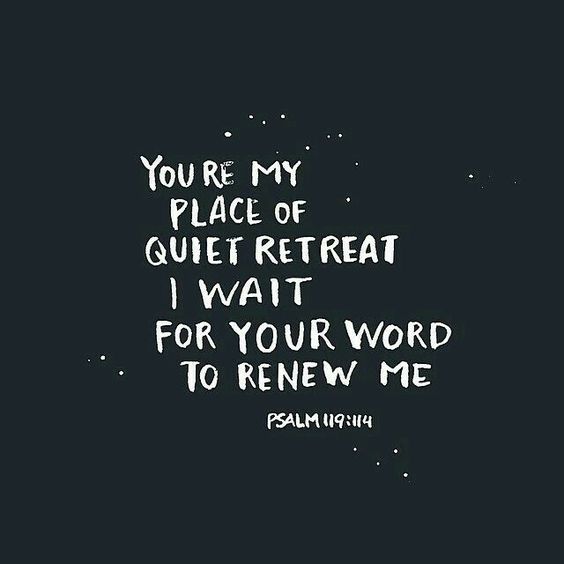 YOURE MY
PLACE OF
QUIET RETREAT
I WAIT
FOR YOUR WORD
TO RENEW ME
PSALM 119:114